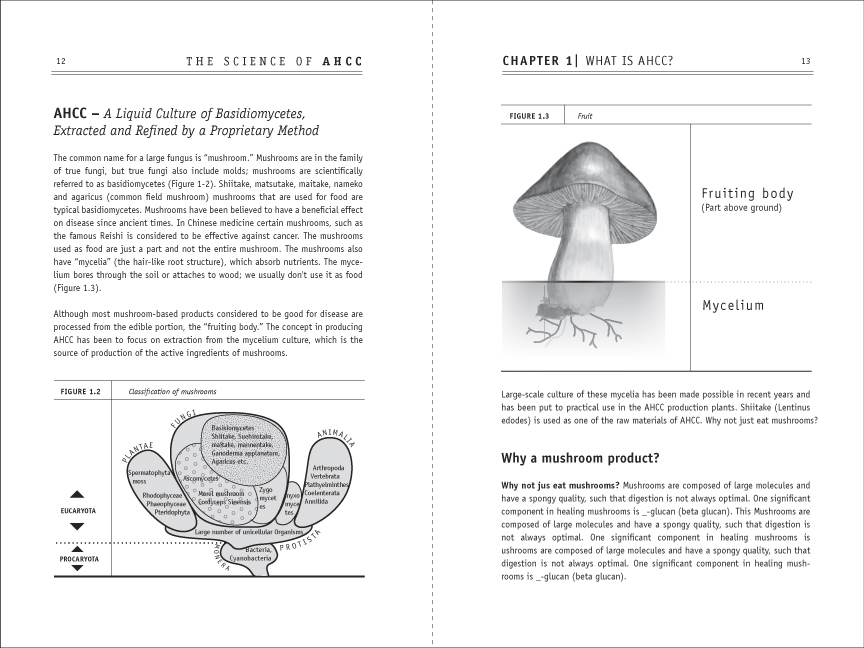 12
THE SCIENCE OF AHCC
AHCC – A Liquid Culture of Basidiomycetes,
Extracted and Refined by a Proprietary Method
The common name for a large fungus is “mushroom.” Mushrooms are in the family
of true fungi, but true fungi also include molds; mushrooms are scientifically
referred to as basidiomycetes (Figure 1-2). Shiitake, matsutake, maitake, nameko
and agaricus (common field mushroom) mushrooms that are used for food are
typical basidiomycetes. Mushrooms have been believed to have a beneficial effect
on disease since ancient times. In Chinese medicine certain mushrooms, such as
the famous Reishi is considered to be effective against cancer. The mushrooms
used as food are just a part and not the entire mushroom. The mushrooms also
have “mycelia” (the hair-like root structure), which absorb nutrients. The myce-
lium bores through the soil or attaches to wood; we usually don’t use it as food
(Figure 1.3).
Although most mushroom-based products considered to be good for disease are
processed from the edible portion, the “fruiting body.” The concept in producing
AHCC has been to focus on extraction from the mycelium culture, which is the
source of production of the active ingredients of mushrooms.
FIGURE 1.2
Classification of mushrooms
FUNGI
PLANTAE
ANIMALIA
Basisiomycetes
Shiitake, Suehirotake,
maitake, mannentake,
Ganoderma applanatum,
Agaricus etc.
Spermatophyta
moss
Rhodophyceae
Phaeophyceae
Pteridophyta
Ascomycetes
Morel mushroom
Cordyceps Sinensis
Zygo
mycet
es
myxo
myce
tes
Arthropoda
Vertebrata
Plathyelminthes
Coelenterata
Annilida
Large number of unicellular Organisms
PROTISTA
MONERA
Bacteria,
Cyanobacteria
EUCARYOTA
PROCARYOTA
CHAPTER 1| WHAT IS AHCC?
13
FIGURE 1.3
Fruit
Fruiting body
(Part above ground)
Mycelium
Large-scale culture of these mycelia has been made possible in recent years and
has been put to practical use in the AHCC production plants. Shiitake (Lentinus
edodes) is used as one of the raw materials of AHCC. Why not just eat mushrooms?
Why a mushroom product?
Why not jus eat mushrooms? Mushrooms are composed of large molecules and
have a spongy quality, such that digestion is not always optimal. One significant
component in healing mushrooms is _-glucan (beta glucan). This Mushrooms are
composed of large molecules and have a spongy quality, such that digestion is
not always optimal. One significant component in healing mushrooms is
ushrooms are composed of large molecules and have a spongy quality, such that
digestion is not always optimal. One significant component in healing mush-
rooms is _-glucan (beta glucan).